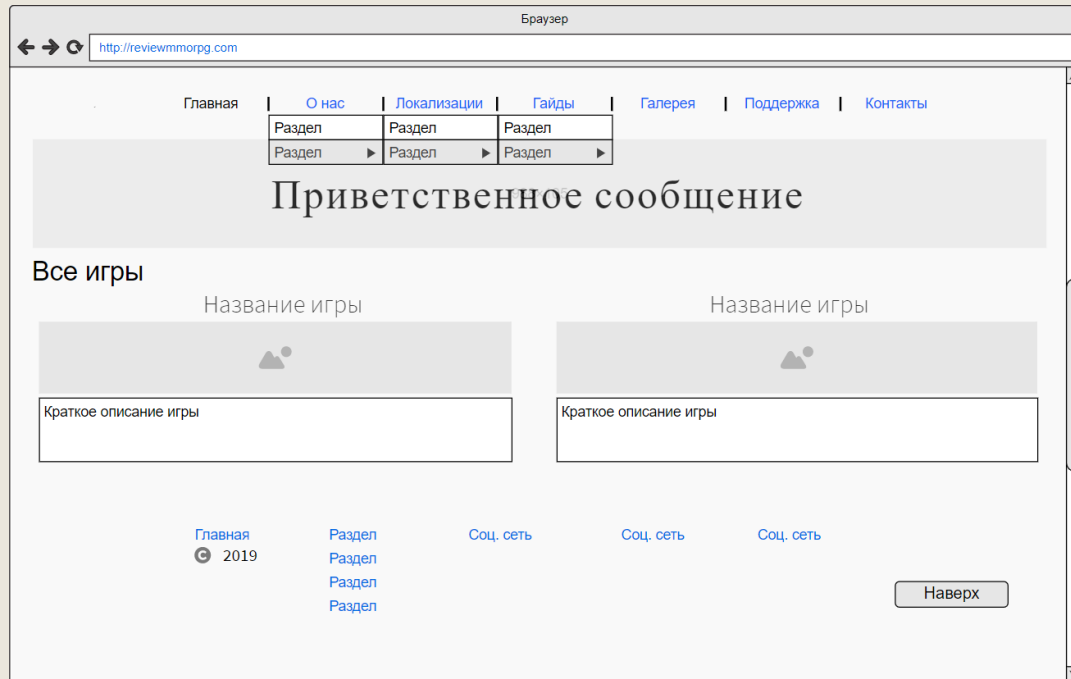 Браузер
http://reviewmmorpg.com
Главная | О нас | Локализации | Гайды | Галерея | Поддержка | Контакты
Раздел Раздел Раздел
Раздел Раздел Раздел
Приветственное сообщение
Все игры
Название игры Название игры
Краткое описание игры Краткое описание игры
Главная Раздел Соц. сеть Соц. сеть Соц. сеть
© 2019
Раздел
Раздел
Раздел
Наверх